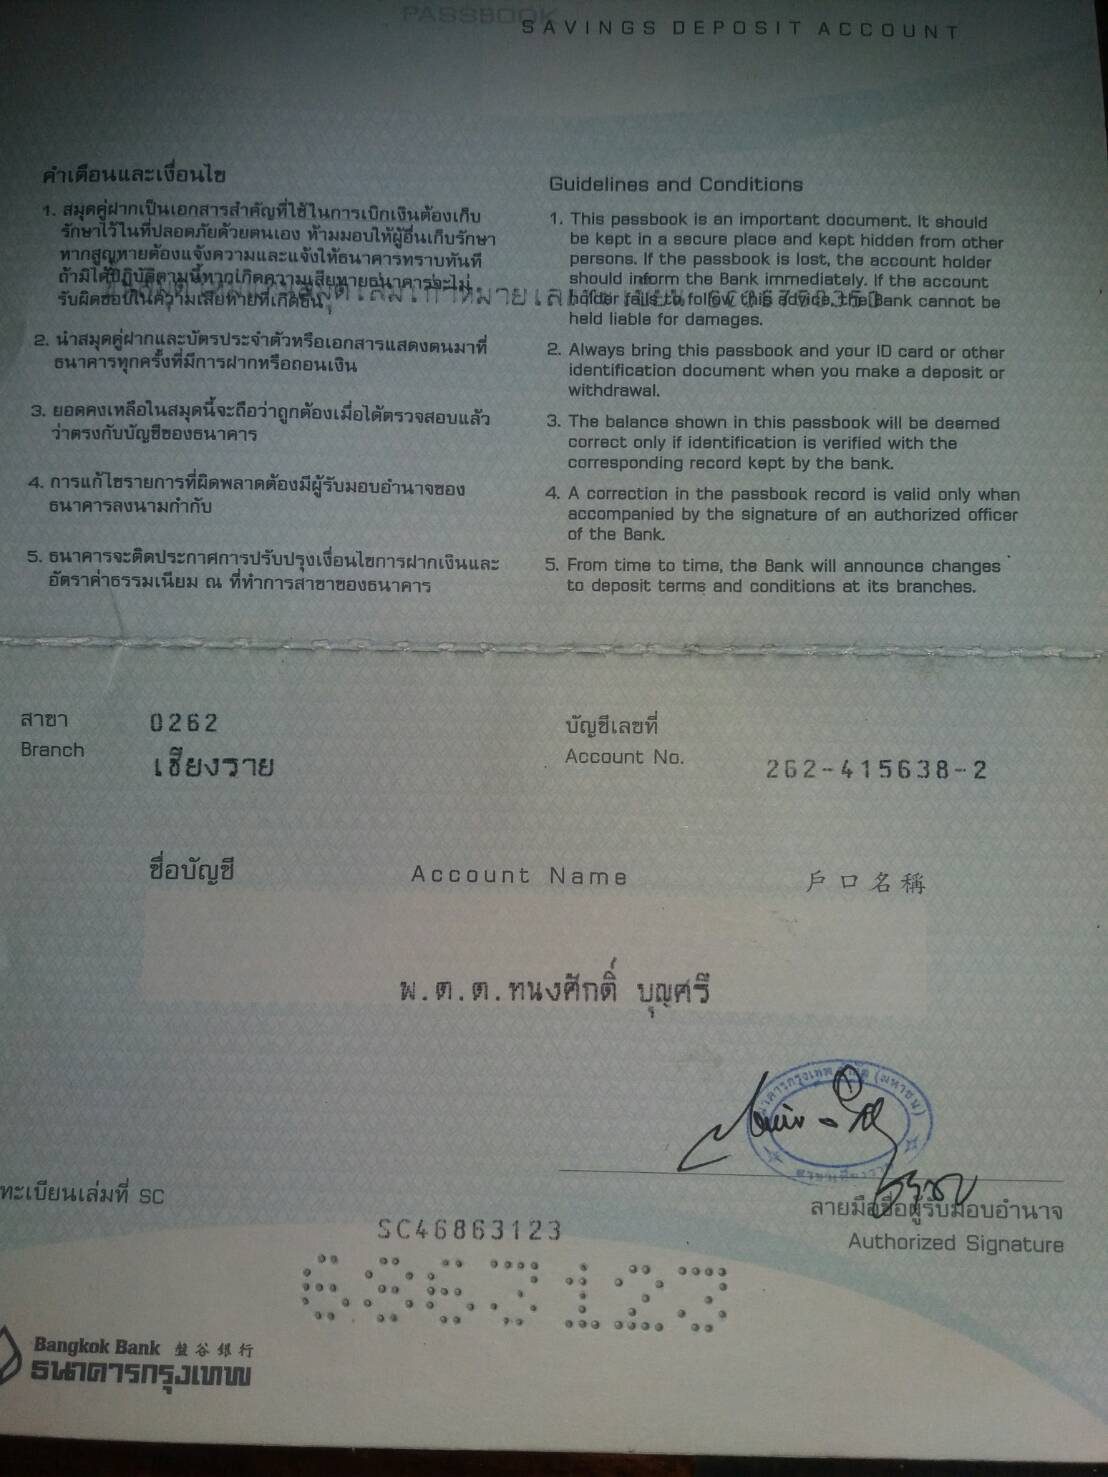 PASSBOOK
SAVINGS DEPOSIT ACCOUNT
คำเตือนและเงื่อนไข
1. สมุดคู่ฝากเป็นเอกสารสำคัญที่ใช้ในการเบิกเงินต้องเก็บ
รักษาไว้ในที่ปลอดภัยด้วยตนเอง ห้ามมอบให้ผู้อื่นเก็บรักษา
หากสูญหายต้องแจ้งความและแจ้งให้ธนาคารทราบทันที
ถ้ามิได้ปฏิบัติตามนี้หากเกิดความเสียหายธนาคารจะไม่
รับผิดชอบในความเสียหายที่เกิดขึ้น
2. นำสมุดคู่ฝากและบัตรประจำตัวหรือเอกสารแสดงตนมาที่
ธนาคารทุกครั้งที่มีการฝากหรือถอนเงิน
3. ยอดคงเหลือในสมุดนี้จะถือว่าถูกต้องเมื่อได้ตรวจสอบแล้ว
ว่าตรงกับบัญชีของธนาคาร
4. การแก้ไขรายการที่ผิดพลาดต้องมีผู้รับมอบอำนาจของ
ธนาคารลงนามกำกับ
5. ธนาคารจะติดประกาศการปรับปรุงเงื่อนไขการฝากเงินและ
อัตราค่าธรรมเนียม ณ ที่ทำการสาขาของธนาคาร
Guidelines and Conditions
1. This passbook is an important document. It should
be kept in a secure place and kept hidden from other
persons. If the passbook is lost, the account holder
should inform the Bank immediately. If the account
holder fails to follow this advice, the Bank cannot be
held liable for damages.
2. Always bring this passbook and your ID card or other
identification document when you make a deposit or
withdrawal.
3. The balance shown in this passbook will be deemed
correct only if identification is verified with the
corresponding record kept by the bank.
4. A correction in the passbook record is valid only when
accompanied by the signature of an authorized officer
of the Bank.
5. From time to time, the Bank will announce changes
to deposit terms and conditions at its branches.
สาขา 0262
Branch เชียงราย
บัญชีเลขที่
Account No. 262-415638-2
ชื่อบัญชี Account Name 戶口名稱
พ.ต.ต.ทนงศักดิ์ บุญศรี
ธนาคารกรุงเทพ จำกัด (มหาชน)
สาขาเชียงราย
ทะเบียนเล่มที่ SC
SC46863123
ลายมือชื่อผู้รับมอบอำนาจ
Authorized Signature
6863123
Bangkok Bank 盤谷銀行
ธนาคารกรุงเทพ